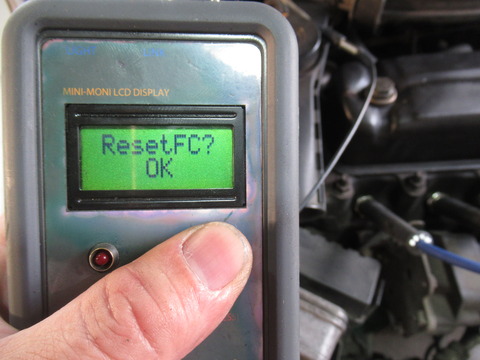 MINI-MONI LCD DISPLAY
ResetFC?
OK